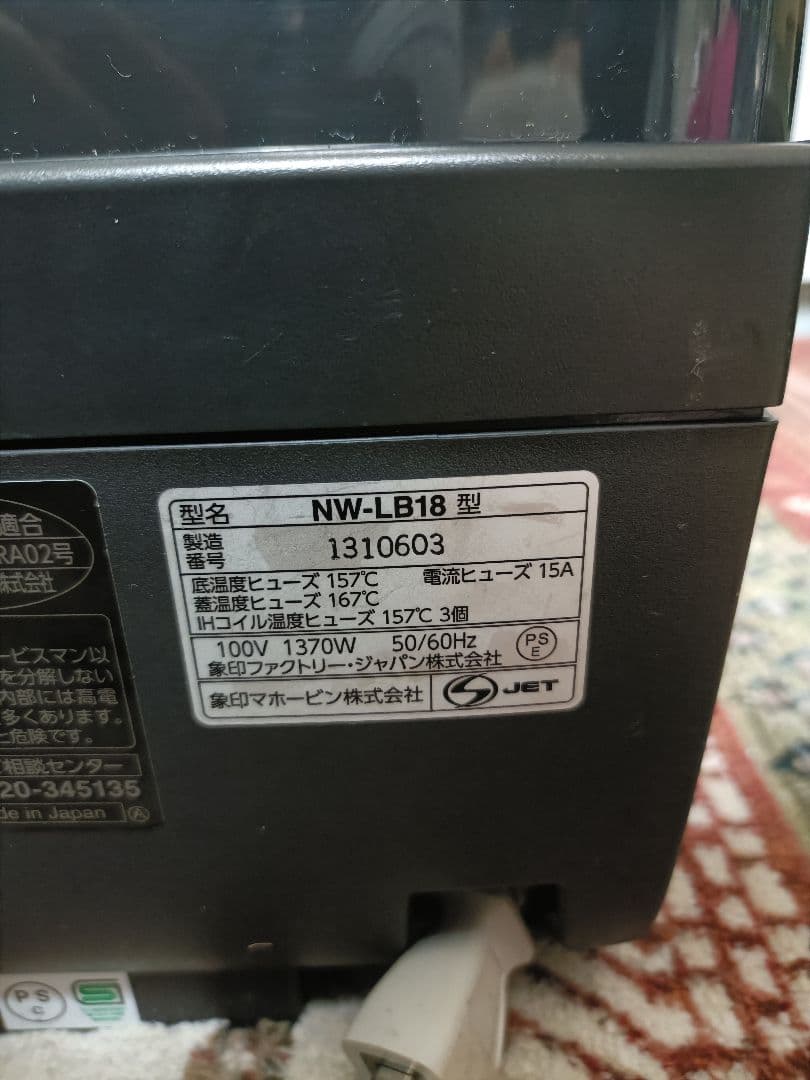 適合
RA02号
株式会社
ービスマン以
を分解しない
内部には高電
多くあります。
と危険です。
相談センター
20-345135
de in Japan Ⓐ
型名 NW-LB18 型
製造番号 1310603
底温度ヒューズ 157℃ 電流ヒューズ 15A
蓋温度ヒューズ 167℃
IHコイル温度ヒューズ 157℃ 3個
100V 1370W 50/60Hz PS E
象印ファクトリー・ジャパン株式会社
象印マホービン株式会社 S JET
PS C S